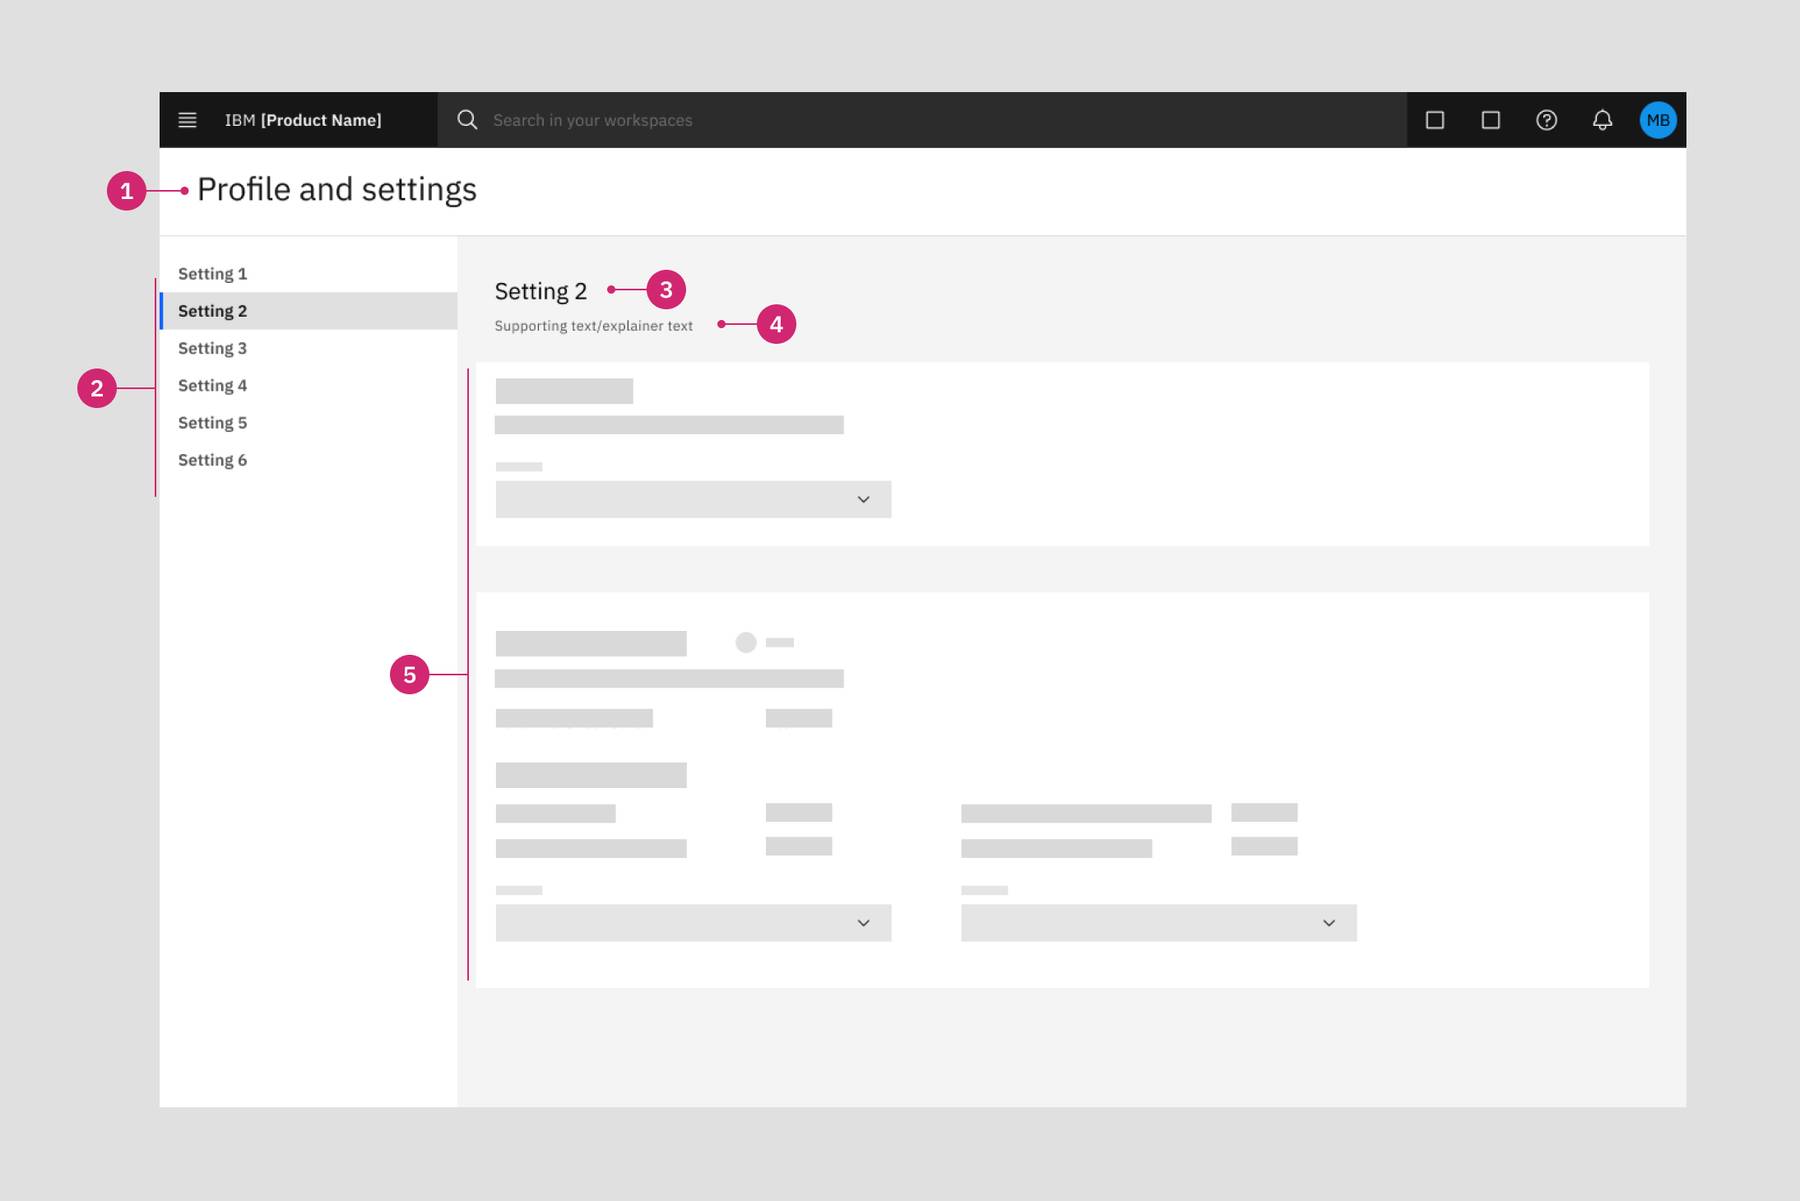 IBM [Product Name]
Search in your workspaces
MB
1
Profile and settings
Setting 1
Setting 2
Setting 3
Setting 4
Setting 5
Setting 6
2
Setting 2
3
Supporting text/explainer text
4
5